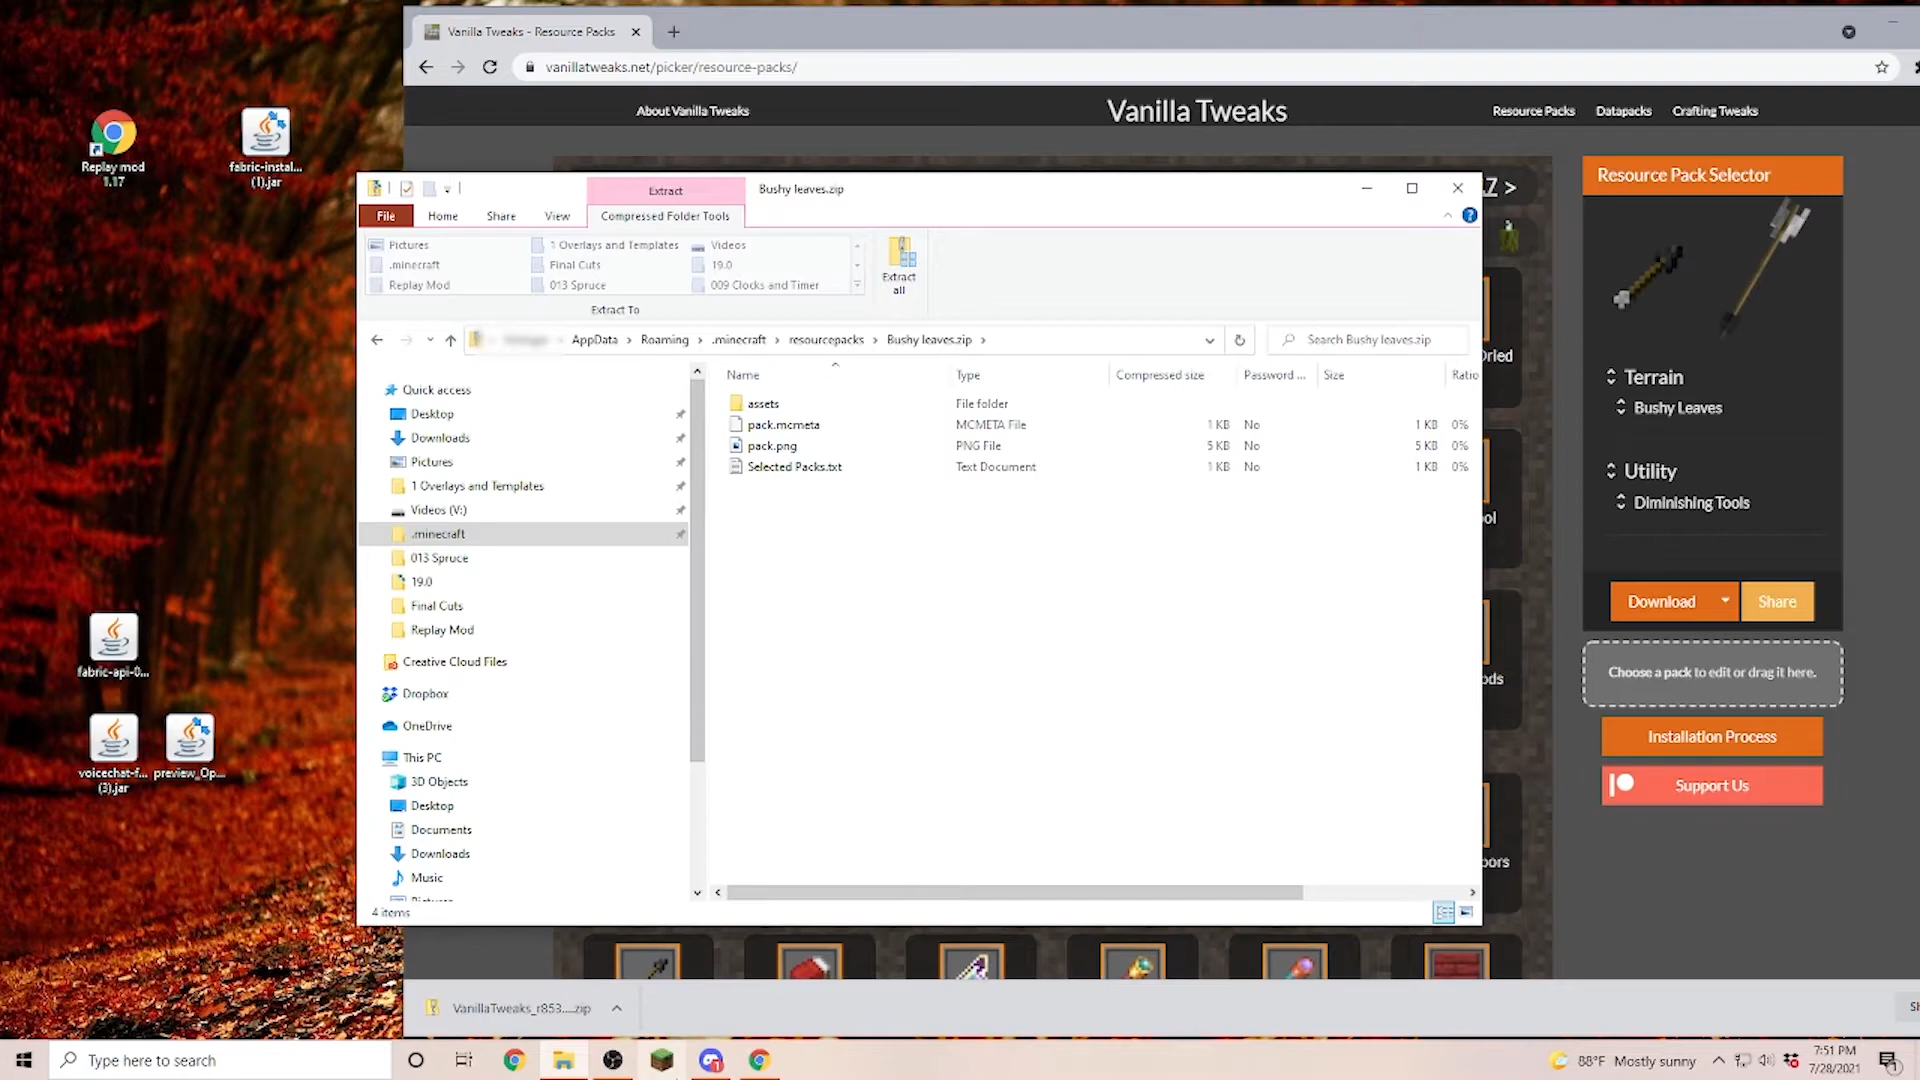 Vanilla Tweaks - Resource Packs
vanillatweaks.net/picker/resource-packs/
About Vanilla Tweaks
Vanilla Tweaks
Resource Packs
Datapacks
Crafting Tweaks
Replay mod
1.17
fabric-instal...
(1).jar
fabric-api-0...
voicechat-f...
(3).jar
preview_Op...
Extract
Bushy leaves.zip
File
Home
Share
View
Compressed Folder Tools
Pictures
1 Overlays and Templates
Videos
.minecraft
Final Cuts
19.0
Replay Mod
013 Spruce
009 Clocks and Timer
Extract
all
Extract To
AppData > Roaming > .minecraft > resourcepacks > Bushy leaves.zip >
Search Bushy leaves.zip
Name
Type
Compressed size
Password ...
Size
Ratio
assets
File folder
pack.mcmeta
MCMETA File
1 KB
No
1 KB
0%
pack.png
PNG File
5 KB
No
5 KB
0%
Selected Packs.txt
Text Document
1 KB
No
1 KB
0%
Quick access
Desktop
Downloads
Pictures
1 Overlays and Templates
Videos (V:)
.minecraft
013 Spruce
19.0
Final Cuts
Replay Mod
Creative Cloud Files
Dropbox
OneDrive
This PC
3D Objects
Desktop
Documents
Downloads
Music
4 items
Resource Pack Selector
Terrain
Bushy Leaves
Utility
Diminishing Tools
Download
Share
Choose a pack to edit or drag it here.
Installation Process
Support Us
VanillaTweaks_r853....zip
Type here to search
88°F Mostly sunny
7:51 PM
7/28/2021